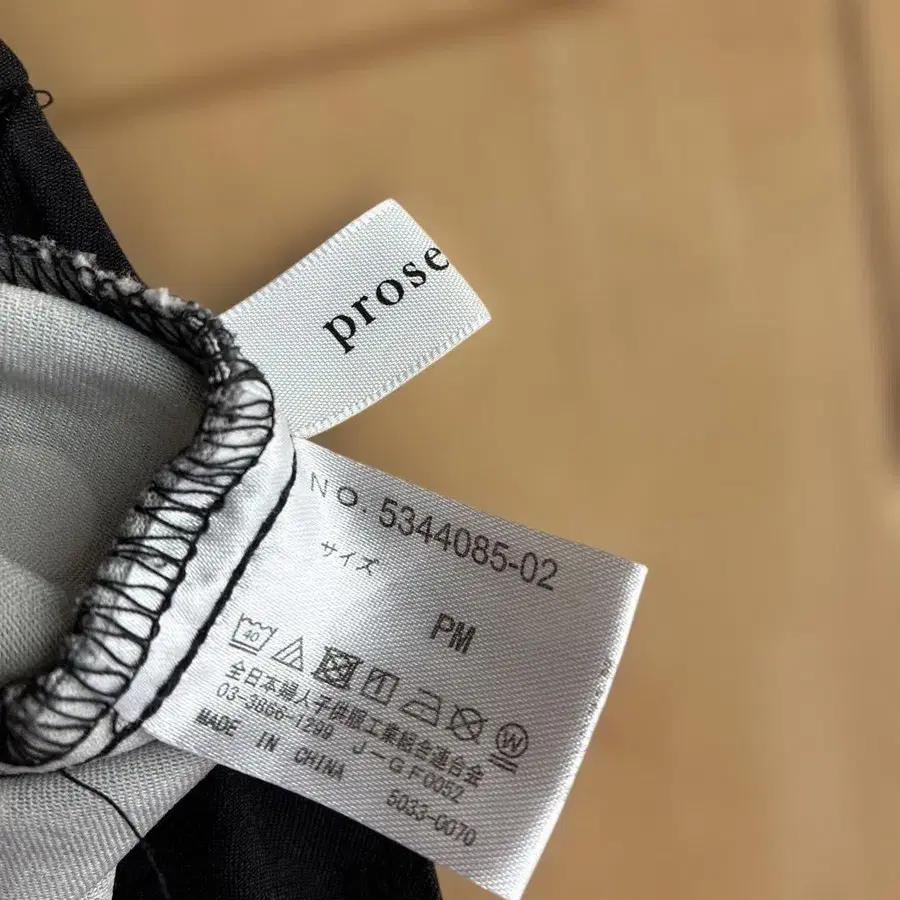 prose
NO. 5344085-02
サイズ
PM
40
W
全日本婦人子供服工業組合連合会
03-3866-1299 J-GF0052
MADE IN CHINA
5033-0070